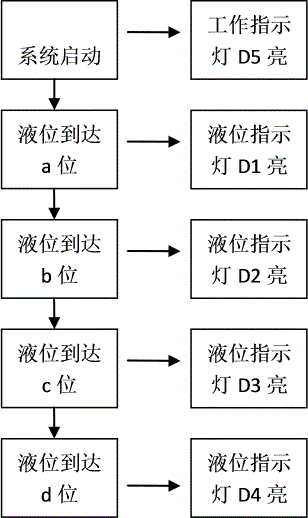 系统启动
工作指示
灯 D5 亮
液位到达
a 位
液位指示
灯 D1 亮
液位到达
b 位
液位指示
灯 D2 亮
液位到达
c 位
液位指示
灯 D3 亮
液位到达
d 位
液位指示
灯 D4 亮